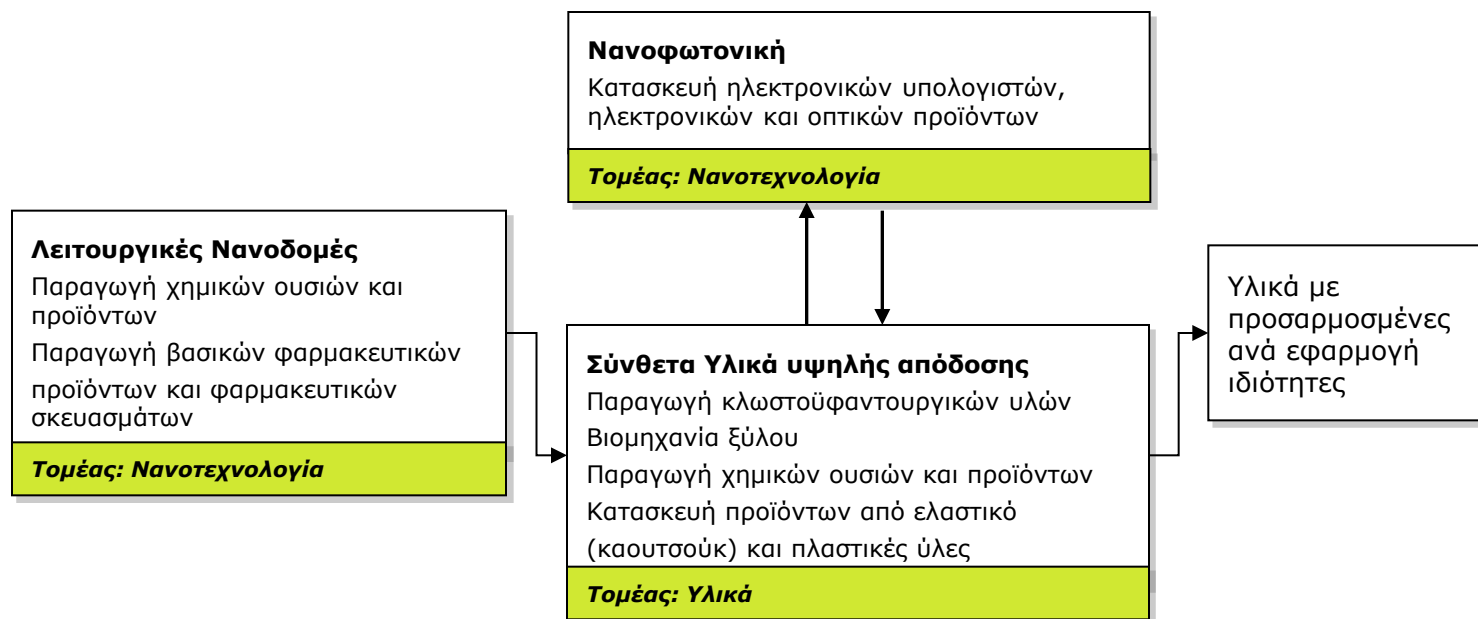 Νανοφωτονική
Κατασκευή ηλεκτρονικών υπολογιστών,
ηλεκτρονικών και οπτικών προϊόντων
Τομέας: Νανοτεχνολογία
Λειτουργικές Νανοδομές
Παραγωγή χημικών ουσιών και
προϊόντων
Παραγωγή βασικών φαρμακευτικών
προϊόντων και φαρμακευτικών
σκευασμάτων
Τομέας: Νανοτεχνολογία
Σύνθετα Υλικά υψηλής απόδοσης
Παραγωγή κλωστοϋφαντουργικών υλών
Βιομηχανία ξύλου
Παραγωγή χημικών ουσιών και προϊόντων
Κατασκευή προϊόντων από ελαστικό
(καουτσούκ) και πλαστικές ύλες
Τομέας: Υλικά
Υλικά με
προσαρμοσμένες
ανά εφαρμογή
ιδιότητες